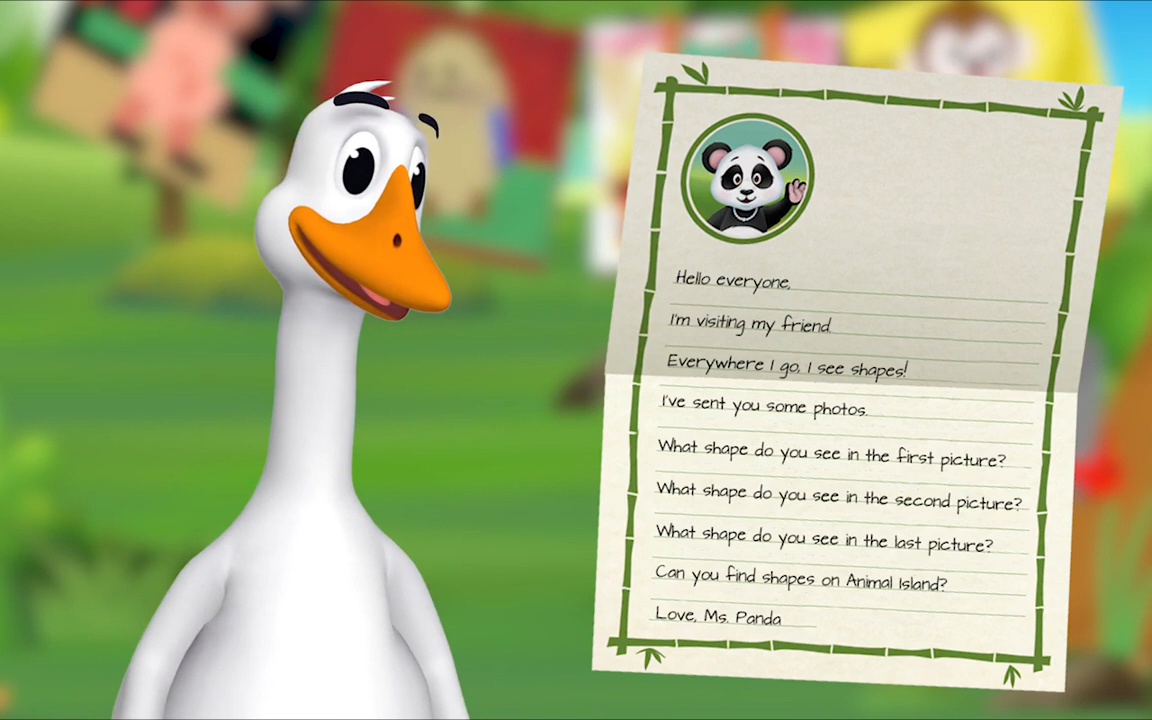 Hello everyone,
I'm visiting my friend.
Everywhere I go, I see shapes!
I've sent you some photos.
What shape do you see in the first picture?
What shape do you see in the second picture?
What shape do you see in the last picture?
Can you find shapes on Animal Island?
Love, Ms. Panda